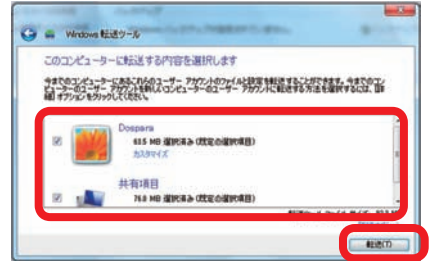 Windows 転送ツール
このコンピューターに転送する内容を選択します
今までのコンピューターにあるこれらのユーザー アカウントのファイルと設定を転送することができます。今までのコン
ピューターのユーザー アカウントを新しいコンピューターのユーザー アカウントに転送する方法を選択するには、[詳
細] オプションをクリックしてください。
Dospara
63.5 MB 選択済み (既定の選択項目)
カスタマイズ
共有項目
76.8 MB 選択済み (既定の選択項目)
転送(T)